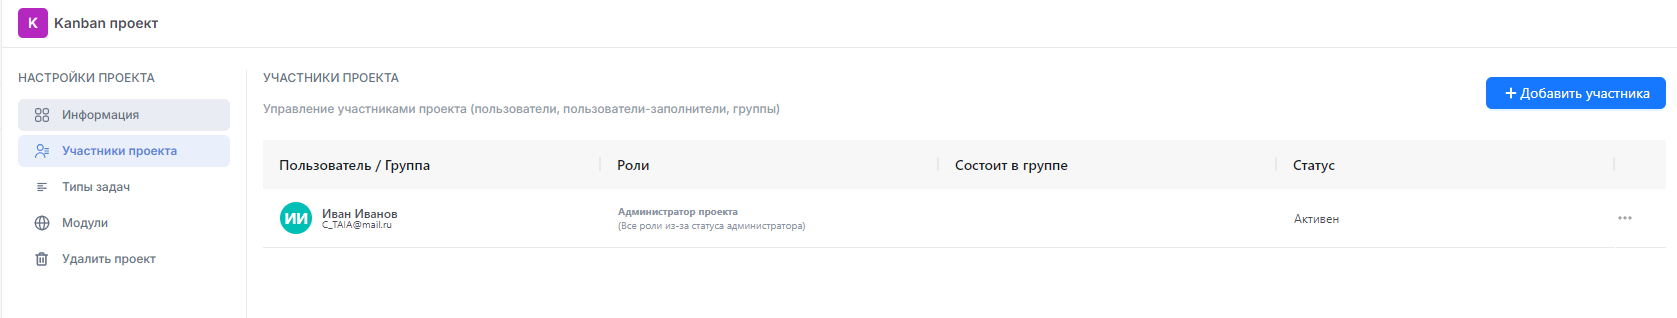 K Kanban проект
НАСТРОЙКИ ПРОЕКТА
Информация
Участники проекта
Типы задач
Модули
Удалить проект
УЧАСТНИКИ ПРОЕКТА
Управление участниками проекта (пользователи, пользователи-заполнители, группы)
+ Добавить участника
Пользователь / Группа Роли Состоит в группе Статус
ИИ Иван Иванов
C_TAIA@mail.ru
Администратор проекта
(Все роли из-за статуса администратора)
Активен